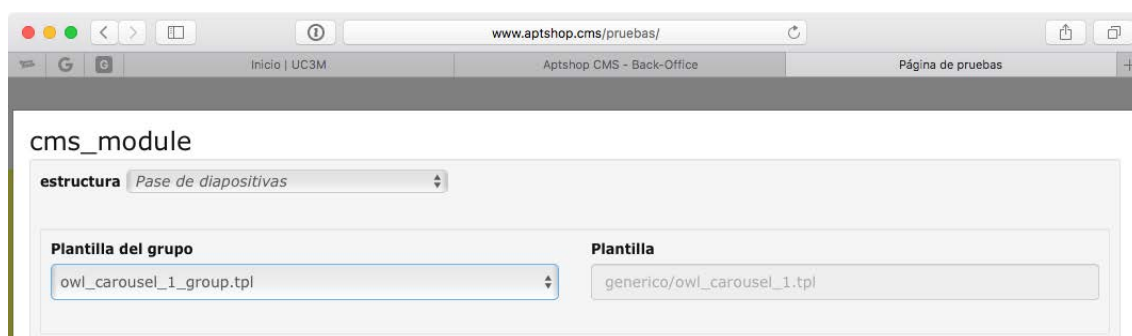 www.aptshop.cms/pruebas/
G G Inicio | UC3M Aptshop CMS - Back-Office Página de pruebas
cms_module
estructura Pase de diapositivas
Plantilla del grupo Plantilla
owl_carousel_1_group.tpl generico/owl_carousel_1.tpl